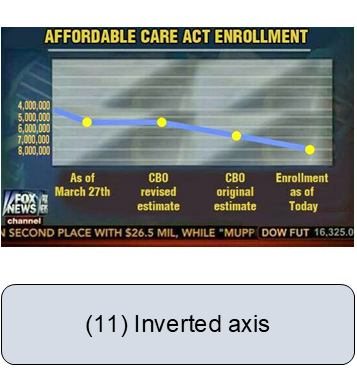 AFFORDABLE CARE ACT ENROLLMENT
4,000,000
5,000,000
6,000,000
7,000,000
8,000,000
As of
March 27th
CBO
revised
estimate
CBO
original
estimate
Enrollment
as of
Today
FOX
NEWS
channel
N SECOND PLACE WITH $26.5 MIL, WHILE "MUPP DOW FUT 16,325.0
(11) Inverted axis